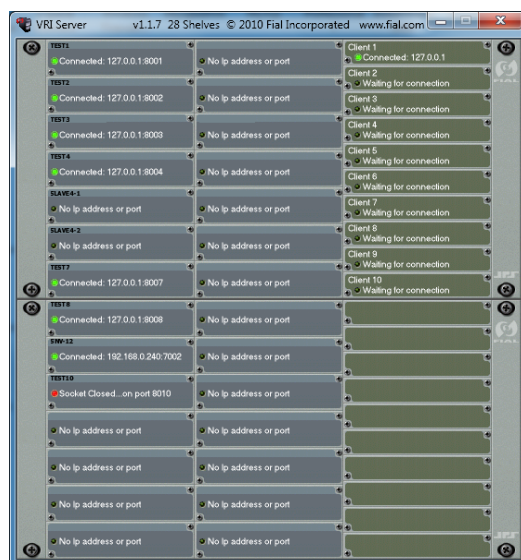 VRI Server v1.1.7 28 Shelves © 2010 Fial Incorporated www.fial.com
TEST1
Connected: 127.0.0.1:8001
TEST2
Connected: 127.0.0.1:8002
TEST3
Connected: 127.0.0.1:8003
TEST4
Connected: 127.0.0.1:8004
SLAVE4-1
No Ip address or port
SLAVE4-2
No Ip address or port
TEST7
Connected: 127.0.0.1:8007
No Ip address or port
No Ip address or port
No Ip address or port
No Ip address or port
No Ip address or port
No Ip address or port
No Ip address or port
Client 1
Connected: 127.0.0.1
Client 2
Waiting for connection
Client 3
Waiting for connection
Client 4
Waiting for connection
Client 5
Waiting for connection
Client 6
Waiting for connection
Client 7
Waiting for connection
Client 8
Waiting for connection
Client 9
Waiting for connection
Client 10
Waiting for connection
FIAL
JPS
TEST8
Connected: 127.0.0.1:8008
SNV-12
Connected: 192.168.0.240:7002
TEST10
Socket Closed...on port 8010
No Ip address or port
No Ip address or port
No Ip address or port
No Ip address or port
No Ip address or port
No Ip address or port
No Ip address or port
No Ip address or port
No Ip address or port
No Ip address or port
No Ip address or port
FIAL
JPS